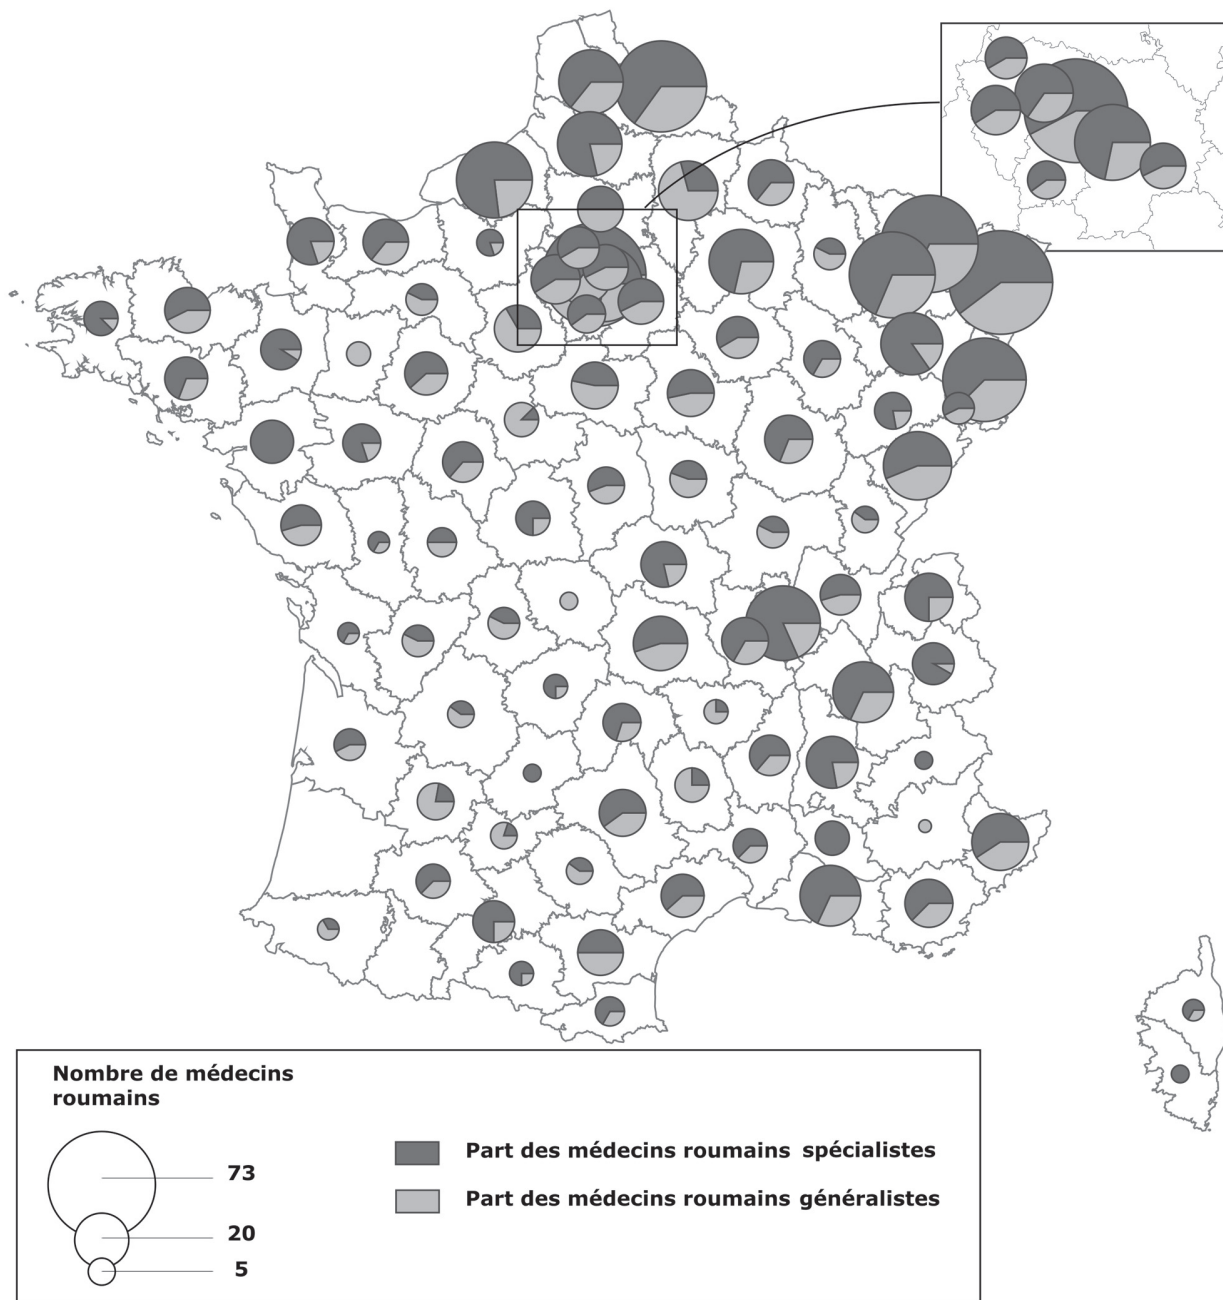 Nombre de médecins
roumains
73
20
5
Part des médecins roumains spécialistes
Part des médecins roumains généralistes